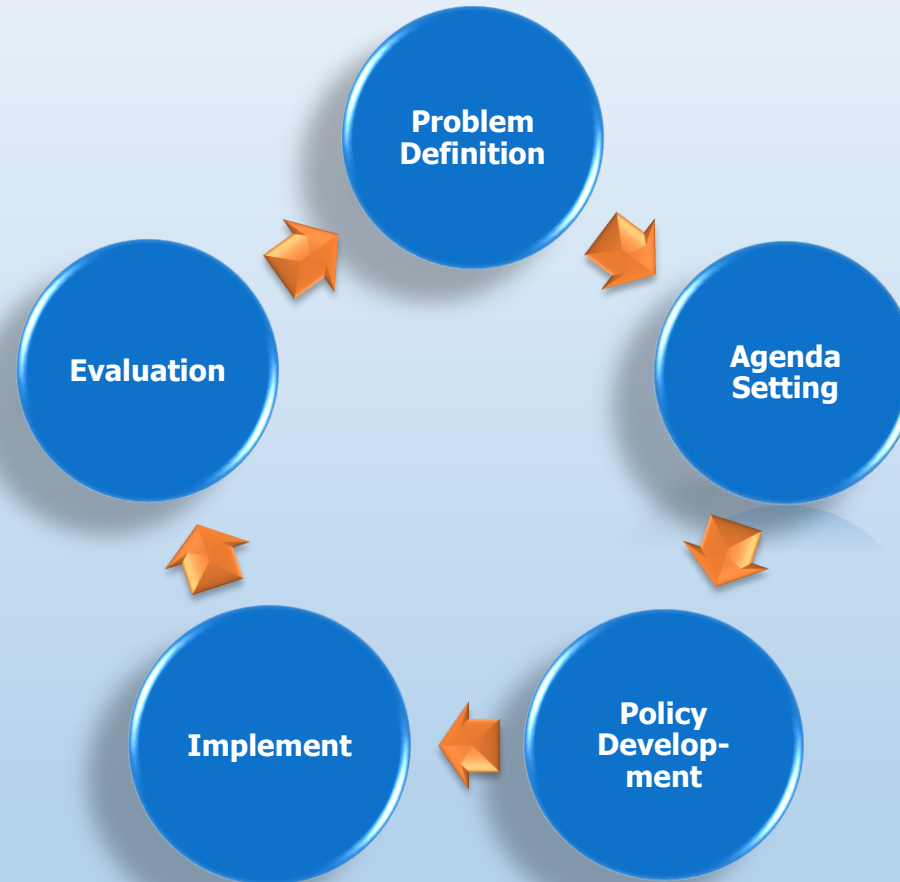 Problem
Definition
Agenda
Setting
Policy
Develop-
ment
Implement
Evaluation